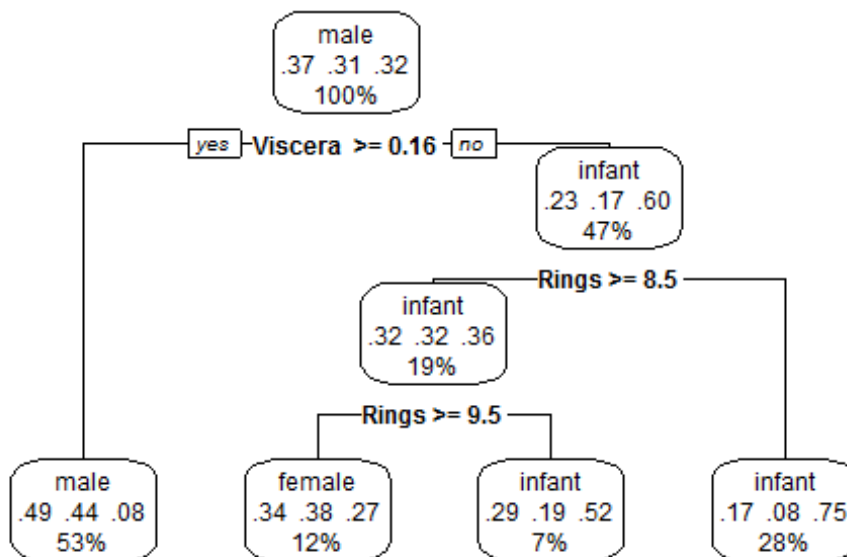 male
.37 .31 .32
100%
yes Viscera >= 0.16 no
infant
.23 .17 .60
47%
Rings >= 8.5
infant
.32 .32 .36
19%
Rings >= 9.5
male
.49 .44 .08
53%
female
.34 .38 .27
12%
infant
.29 .19 .52
7%
infant
.17 .08 .75
28%